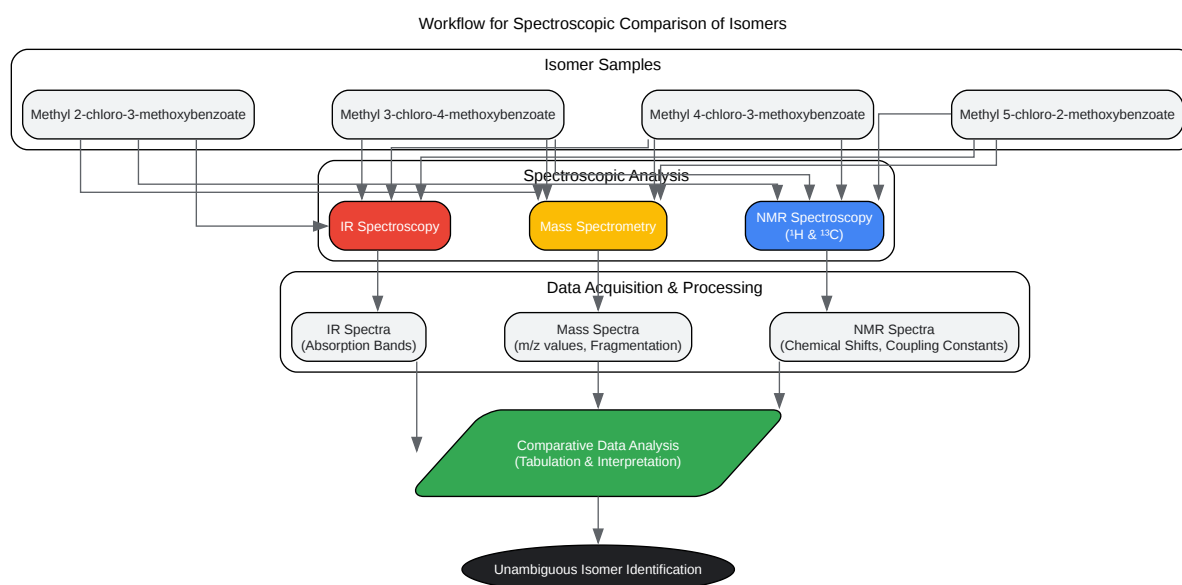 Workflow for Spectroscopic Comparison of Isomers
Isomer Samples
Methyl 2-chloro-3-methoxybenzoate
Methyl 3-chloro-4-methoxybenzoate
Methyl 4-chloro-3-methoxybenzoate
Methyl 5-chloro-2-methoxybenzoate
Spectroscopic Analysis
IR Spectroscopy
Mass Spectrometry
NMR Spectroscopy
(¹H & ¹³C)
Data Acquisition & Processing
IR Spectra
(Absorption Bands)
Mass Spectra
(m/z values, Fragmentation)
NMR Spectra
(Chemical Shifts, Coupling Constants)
Comparative Data Analysis
(Tabulation & Interpretation)
Unambiguous Isomer Identification